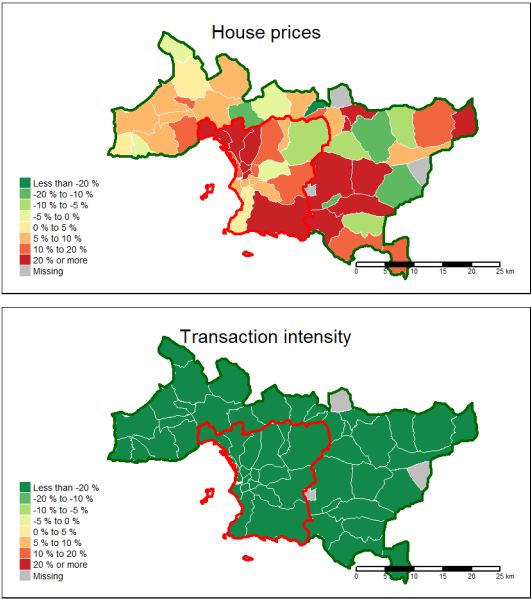 House prices
Less than -20 %
-20 % to -10 %
-10 % to -5 %
-5 % to 0 %
0 % to 5 %
5 % to 10 %
10 % to 20 %
20 % or more
Missing
0 5 10 15 20 25 km
Transaction intensity
Less than -20 %
-20 % to -10 %
-10 % to -5 %
-5 % to 0 %
0 % to 5 %
5 % to 10 %
10 % to 20 %
20 % or more
Missing
0 5 10 15 20 25 km